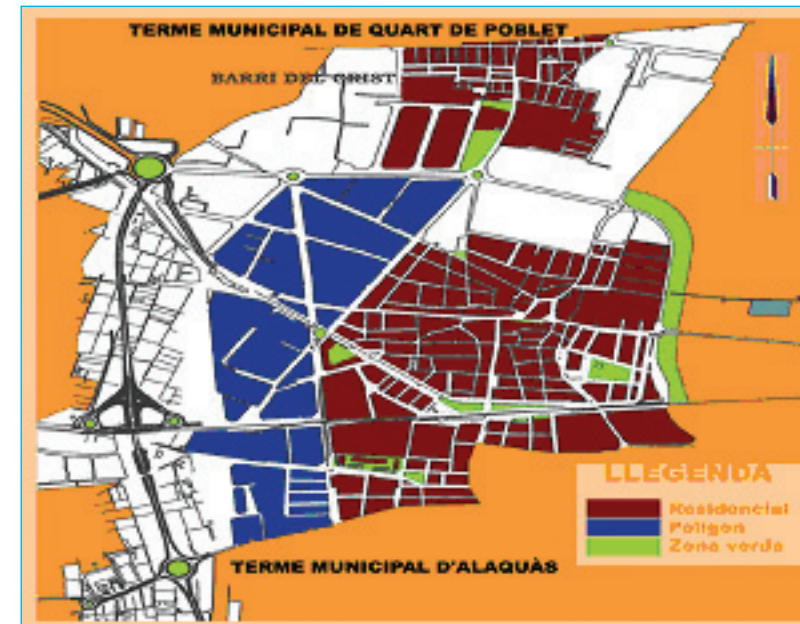 TERME MUNICIPAL DE QUART DE POBLET
BARRI DEL CRIST
LLEGENDA
Residencial
Polígon
Zona verda
TERME MUNICIPAL D'ALAQUÀS